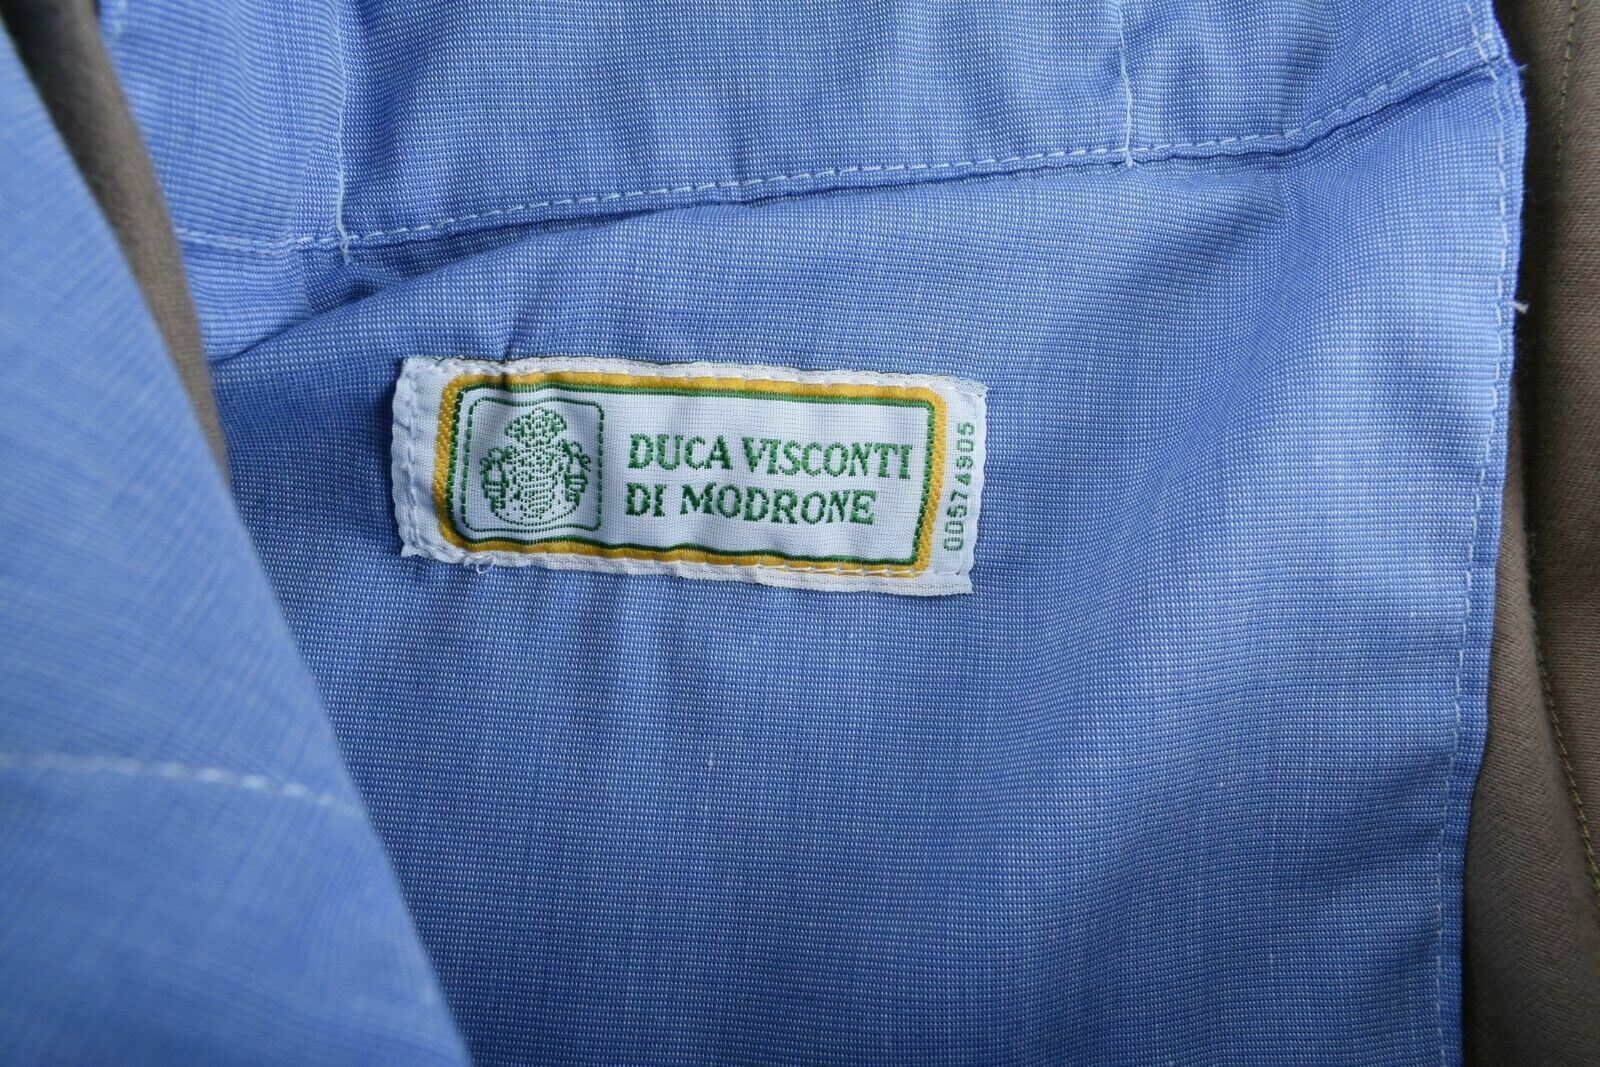 DUCA VISCONTI
DI MODRONE
00574905